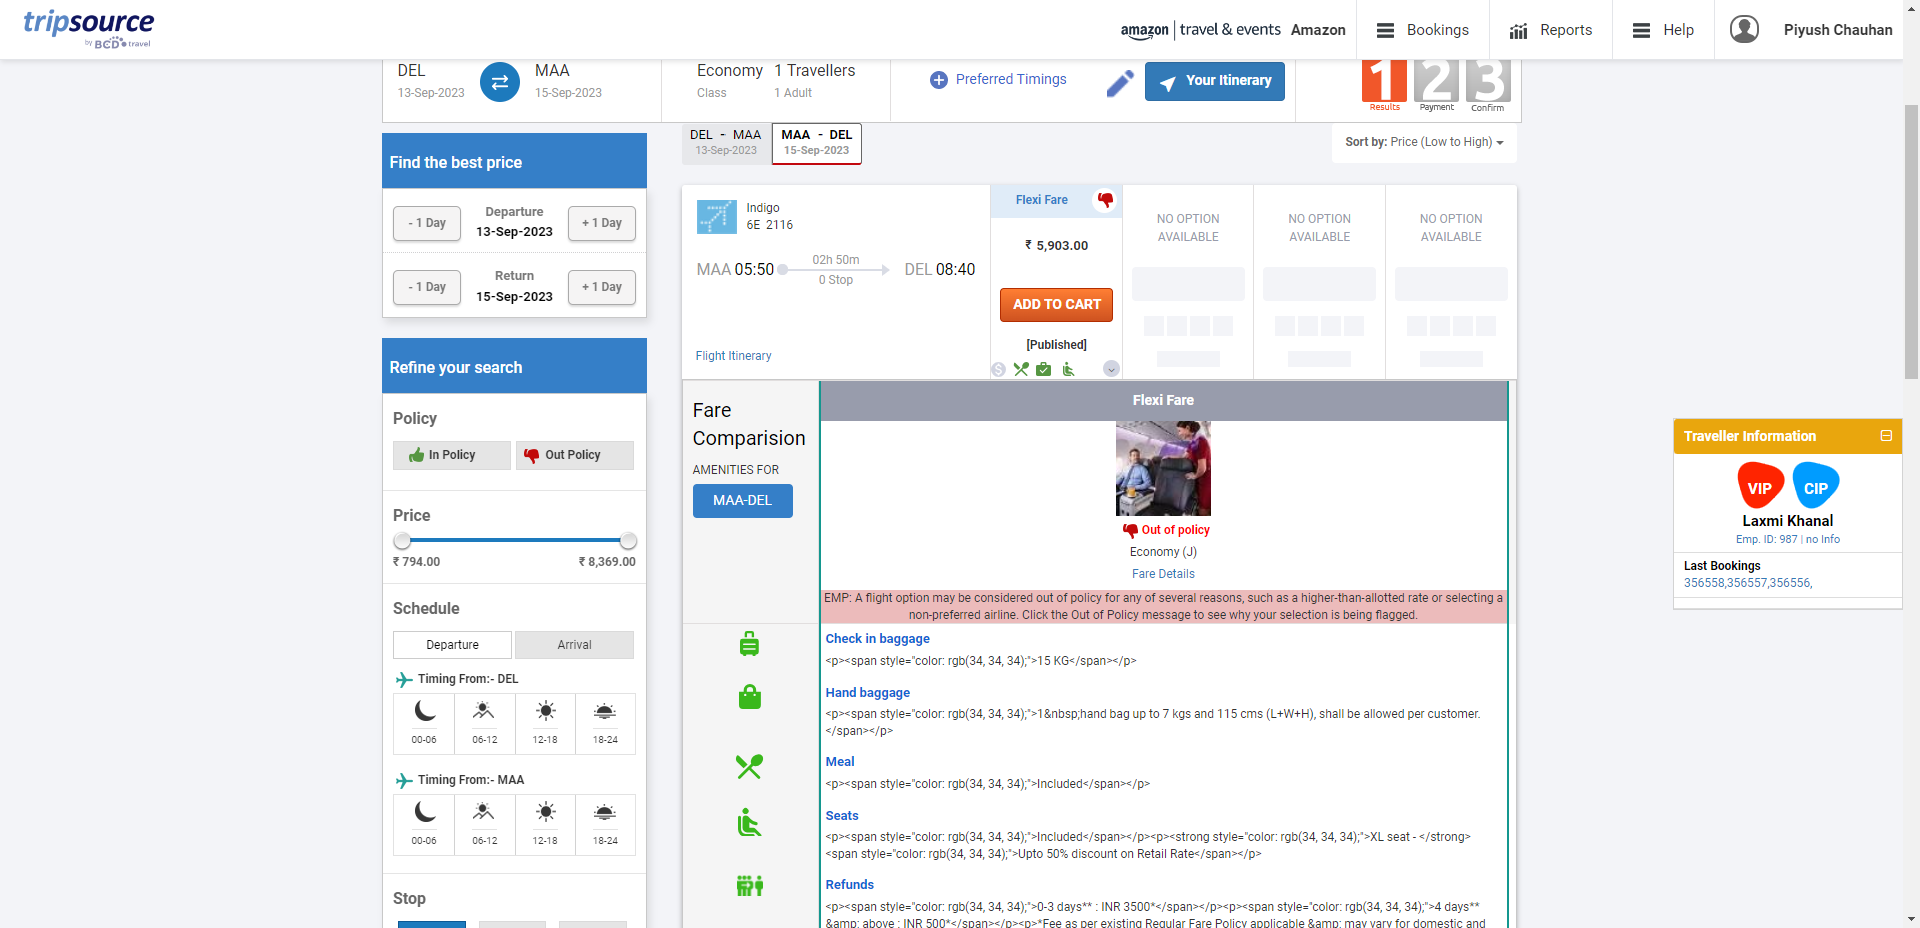 tripsource
by BCD travel
amazon | travel & events Amazon
Bookings
Reports
Help
Piyush Chauhan
DEL
13-Sep-2023
MAA
15-Sep-2023
Economy
Class
1 Travellers
1 Adult
Preferred Timings
Your Itinerary
1
Results
2
Payment
3
Confirm
DEL - MAA
13-Sep-2023
MAA - DEL
15-Sep-2023
Sort by: Price (Low to High)
Find the best price
- 1 Day
Departure
13-Sep-2023
+ 1 Day
- 1 Day
Return
15-Sep-2023
+ 1 Day
Refine your search
Policy
In Policy
Out Policy
Price
₹ 794.00
₹ 8,369.00
Schedule
Departure
Arrival
Timing From:- DEL
00-06
06-12
12-18
18-24
Timing From:- MAA
00-06
06-12
12-18
18-24
Stop
Indigo
6E 2116
MAA 05:50
02h 50m
0 Stop
DEL 08:40
Flight Itinerary
Flexi Fare
₹ 5,903.00
ADD TO CART
[Published]
NO OPTION
AVAILABLE
NO OPTION
AVAILABLE
NO OPTION
AVAILABLE
Fare
Comparision
AMENITIES FOR
MAA-DEL
Flexi Fare
Out of policy
Economy (J)
Fare Details
EMP: A flight option may be considered out of policy for any of several reasons, such as a higher-than-allotted rate or selecting a
non-preferred airline. Click the Out of Policy message to see why your selection is being flagged.
Check in baggage
<p><span style="color: rgb(34, 34, 34);">15 KG</span></p>
Hand baggage
<p><span style="color: rgb(34, 34, 34);">1&nbsp;hand bag up to 7 kgs and 115 cms (L+W+H), shall be allowed per customer.
</span></p>
Meal
<p><span style="color: rgb(34, 34, 34);">Included</span></p>
Seats
<p><span style="color: rgb(34, 34, 34);">Included</span></p><p><strong style="color: rgb(34, 34, 34);">XL seat - </strong>
<span style="color: rgb(34, 34, 34);">Upto 50% discount on Retail Rate</span></p>
Refunds
<p><span style="color: rgb(34, 34, 34);">0-3 days** : INR 3500*</span></p><p><span style="color: rgb(34, 34, 34);">4 days**
&amp; above : INR 500*</span></p><p>*Fee as per existing Regular Fare Policy applicable &amp; may vary for domestic and
Traveller Information
VIP
CIP
Laxmi Khanal
Emp. ID: 987 | no Info
Last Bookings
356558,356557,356556,